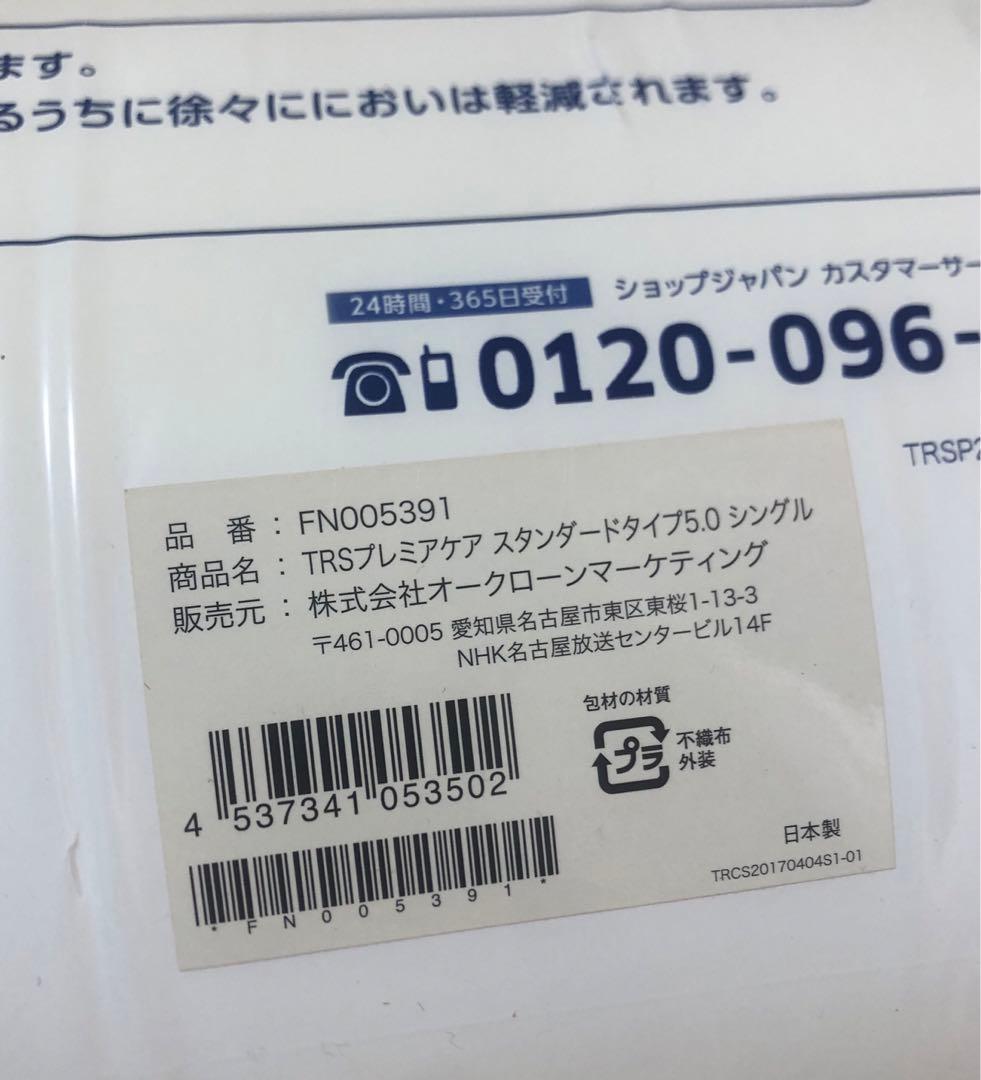 ます。
るうちに徐々ににおいは軽減されます。
24時間・365日受付 ショップジャパン カスタマーサー
0120-096-
TRSP2
品 番 : FN005391
商品名 : TRSプレミアケア スタンダードタイプ5.0 シングル
販売元 : 株式会社オークローンマーケティング
〒461-0005 愛知県名古屋市東区東桜1-13-3
NHK名古屋放送センタービル14F
包材の材質
プラ 不織布
外装
4 537341 053502
*FN005391*
日本製
TRCS20170404S1-01